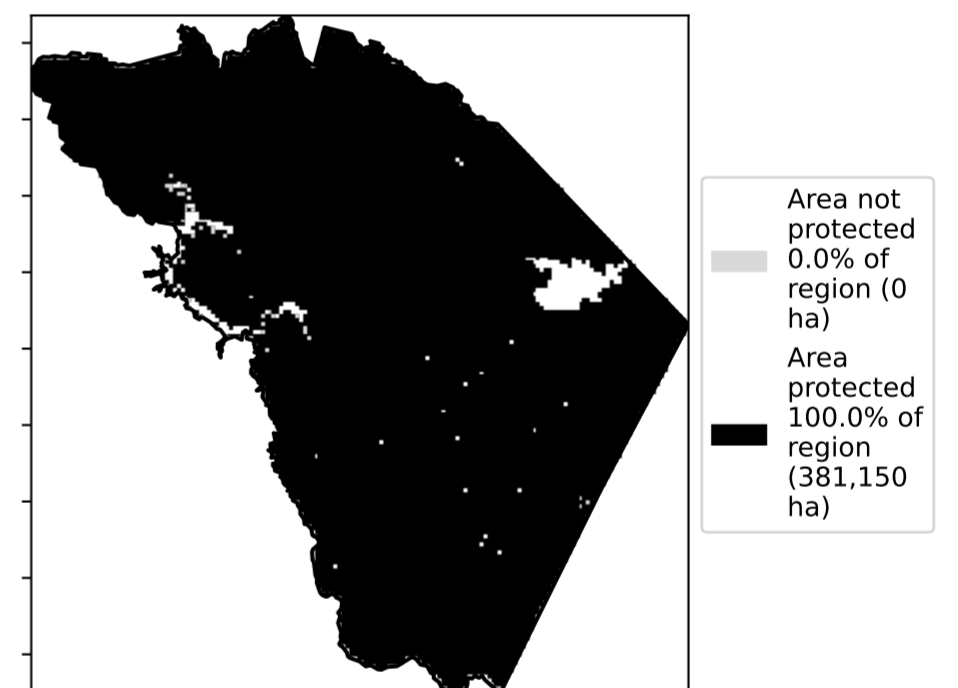 Area not
protected
0.0% of
region (0
ha)
Area
protected
100.0% of
region
(381,150
ha)